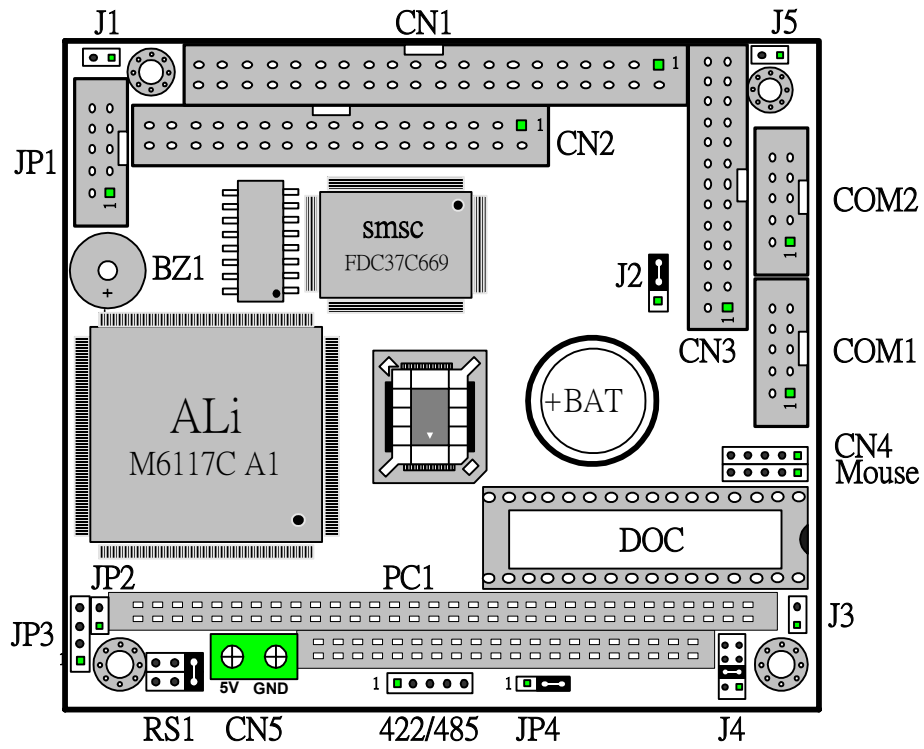 J1
CN1
J5
1
1
CN2
JP1
1
COM2
1
smsc
FDC37C669
BZ1
+
J2
1
CN3
COM1
1
ALi
M6117C A1
+BAT
CN4
Mouse
DOC
JP2
PC1
JP3
J3
1
5V GND
1
1
RS1
CN5
422/485
JP4
J4